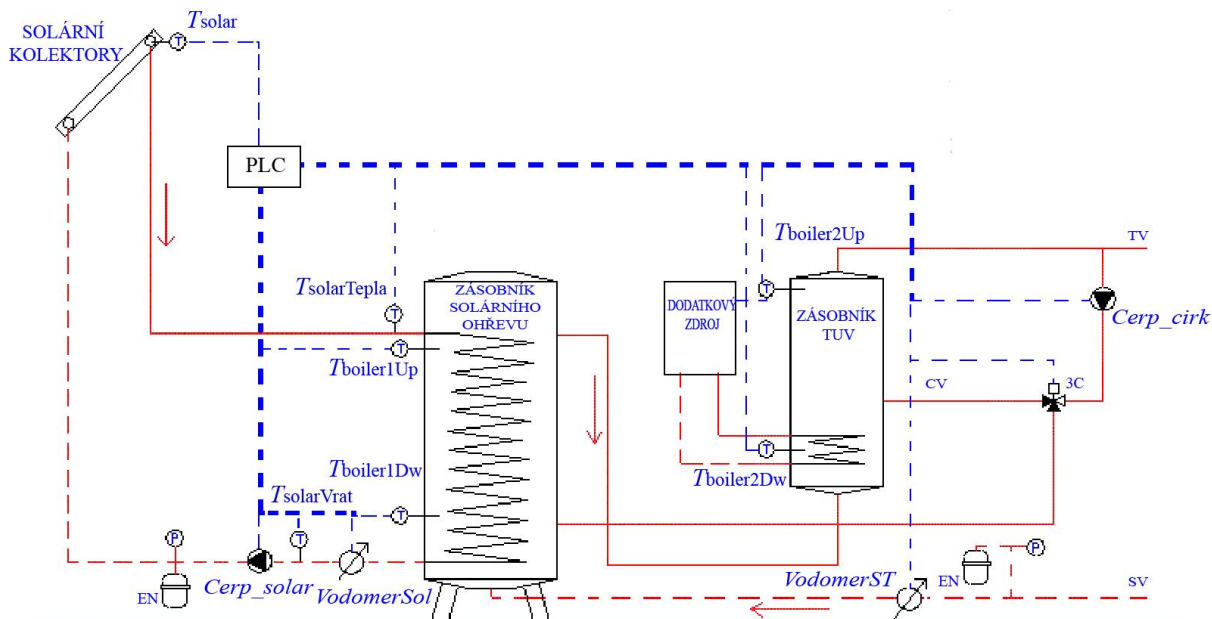 Tsolar
SOLÁRNÍ
KOLEKTORY
T
PLC
Tboiler2Up
TV
TsolarTepla
ZÁSOBNÍK
SOLÁRNÍHO
OHŘEVU
DODATKOVÝ
ZDROJ
T
ZÁSOBNÍK
TUV
Cerp_cirk
T
T
Tboiler1Up
CV
3C
T
Tboiler1Dw
Tboiler2Dw
TsolarVrat
T
P
T
P
Cerp_solar
VodomerSol
EN
VodomerST
EN
SV